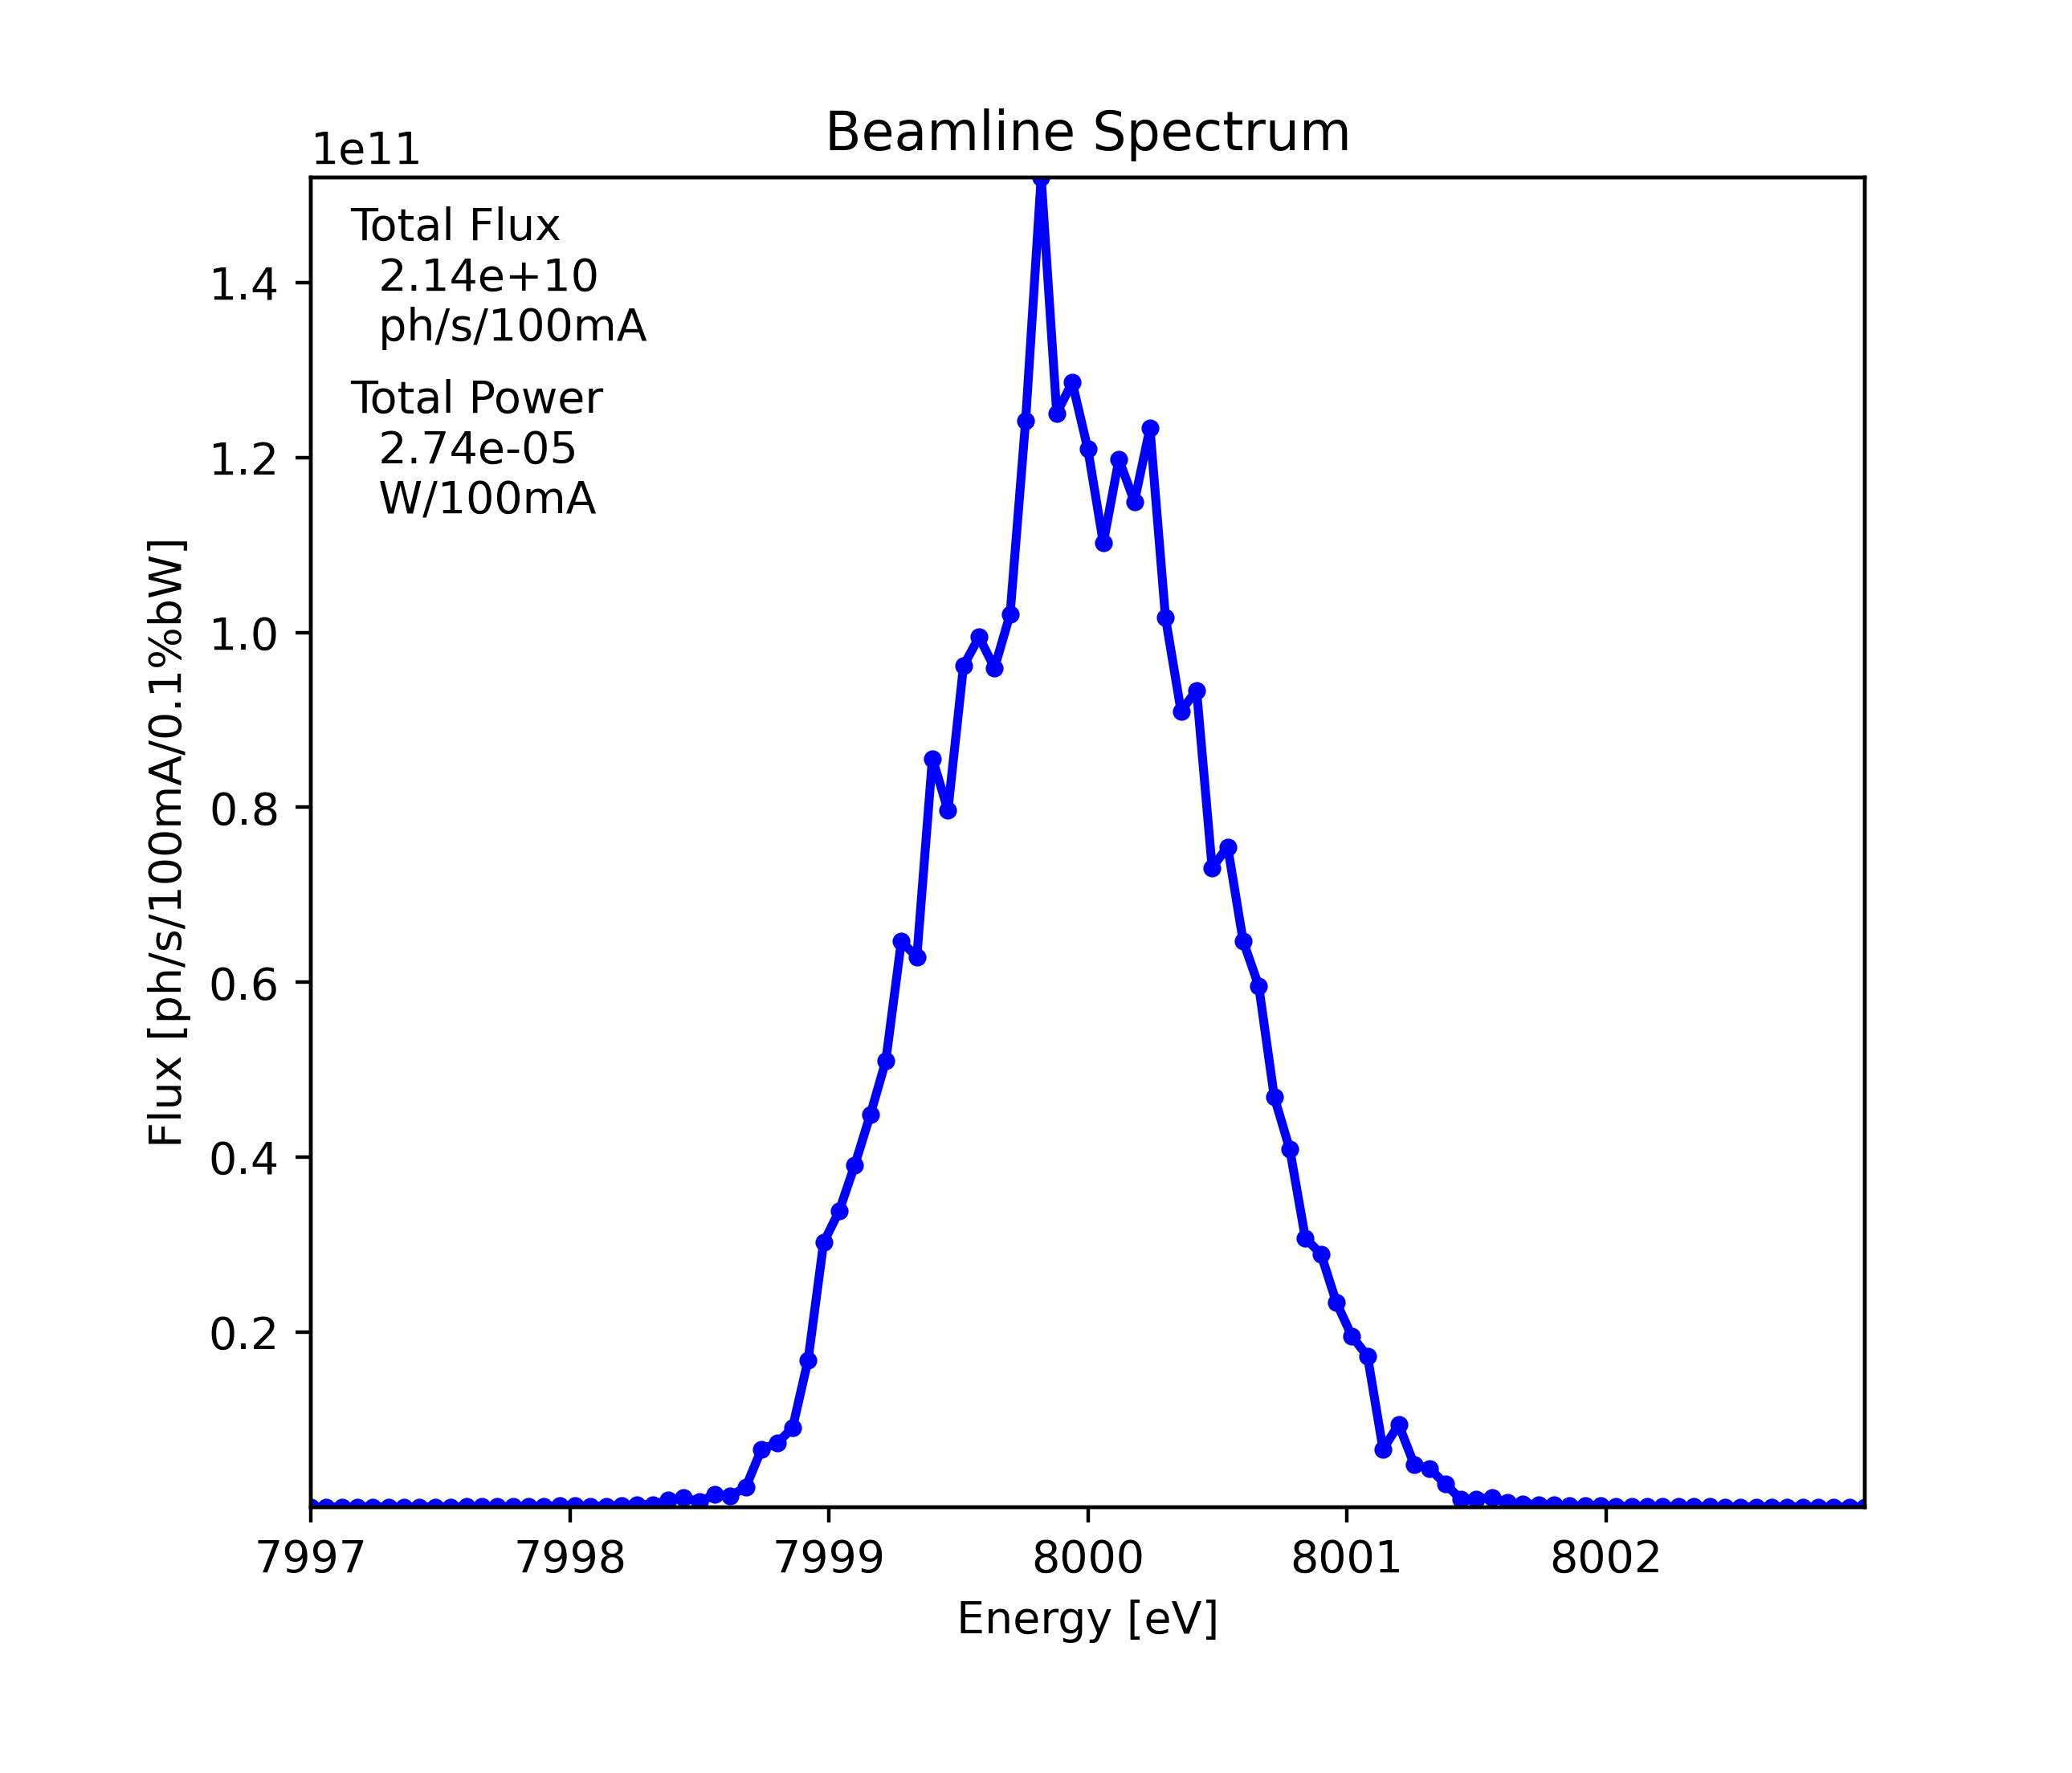 Beamline Spectrum
1e11
Total Flux
2.14e+10
ph/s/100mA
Total Power
2.74e-05
W/100mA
Flux [ph/s/100mA/0.1%bW]
1.4
1.2
1.0
0.8
0.6
0.4
0.2
7997 7998 7999 8000 8001 8002
Energy [eV]